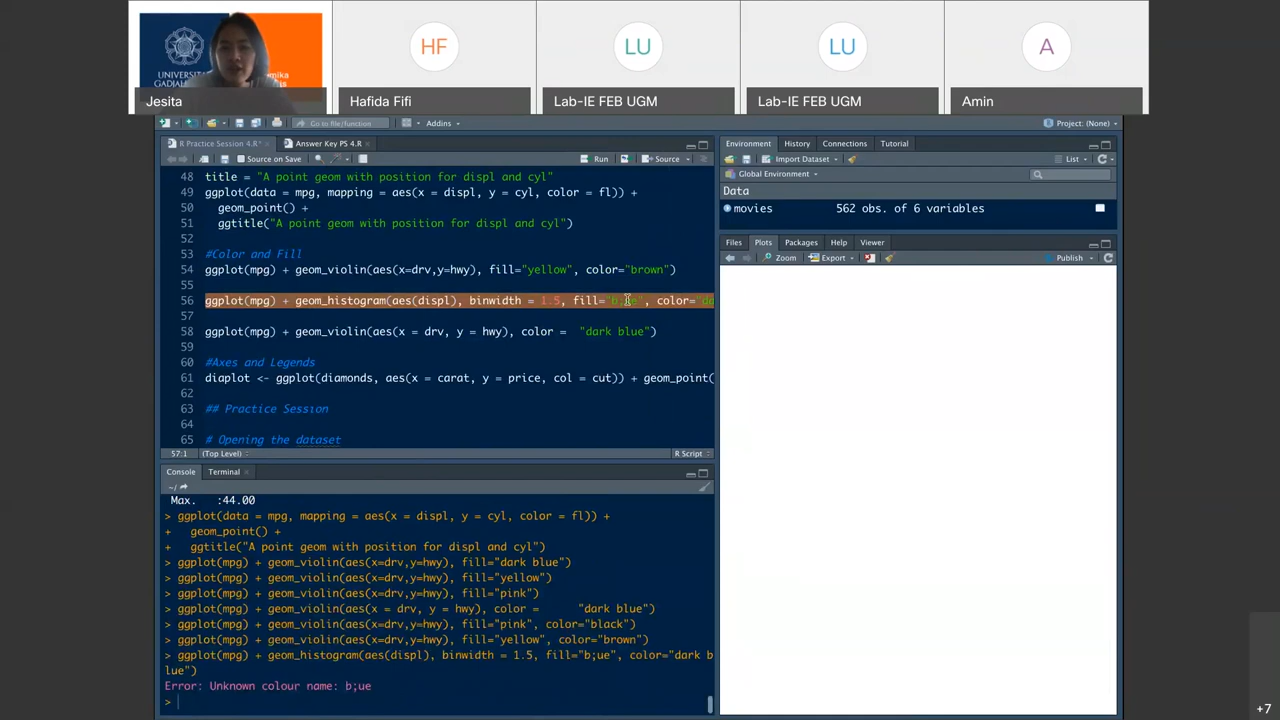 UNIVERSITAS
GADJAH
HF
LU
LU
A
Jesita
Hafida Fifi
Lab-IE FEB UGM
Lab-IE FEB UGM
Amin
Go to file/function
Addins
Project: (None)
R Practice Session 4.R*
Answer Key PS 4.R
Source on Save
Run
Source
48 title = "A point geom with position for displ and cyl"
49 ggplot(data = mpg, mapping = aes(x = displ, y = cyl, color = fl)) +
50 geom_point() +
51 ggtitle("A point geom with position for displ and cyl")
52
53 #Color and Fill
54 ggplot(mpg) + geom_violin(aes(x=drv,y=hwy), fill="yellow", color="brown")
55
56 ggplot(mpg) + geom_histogram(aes(displ), binwidth = 1.5, fill="b;ue", color="da
57
58 ggplot(mpg) + geom_violin(aes(x = drv, y = hwy), color =  "dark blue")
59
60 #Axes and Legends
61 diaplot <- ggplot(diamonds, aes(x = carat, y = price, col = cut)) + geom_point(
62
63 ## Practice Session
64
65 # Opening the dataset
57:1 (Top Level) R Script
Console Terminal
~/
Max. :44.00
> ggplot(data = mpg, mapping = aes(x = displ, y = cyl, color = fl)) +
+ geom_point() +
+ ggtitle("A point geom with position for displ and cyl")
> ggplot(mpg) + geom_violin(aes(x=drv,y=hwy), fill="dark blue")
> ggplot(mpg) + geom_violin(aes(x=drv,y=hwy), fill="yellow")
> ggplot(mpg) + geom_violin(aes(x=drv,y=hwy), fill="pink")
> ggplot(mpg) + geom_violin(aes(x = drv, y = hwy), color =      "dark blue")
> ggplot(mpg) + geom_violin(aes(x=drv,y=hwy), fill="pink", color="black")
> ggplot(mpg) + geom_violin(aes(x=drv,y=hwy), fill="yellow", color="brown")
> ggplot(mpg) + geom_histogram(aes(displ), binwidth = 1.5, fill="b;ue", color="dark b
lue")
Error: Unknown colour name: b;ue
>
Environment History Connections Tutorial
Import Dataset
List
Global Environment
Data
movies 562 obs. of 6 variables
Files Plots Packages Help Viewer
Zoom Export Publish
+7